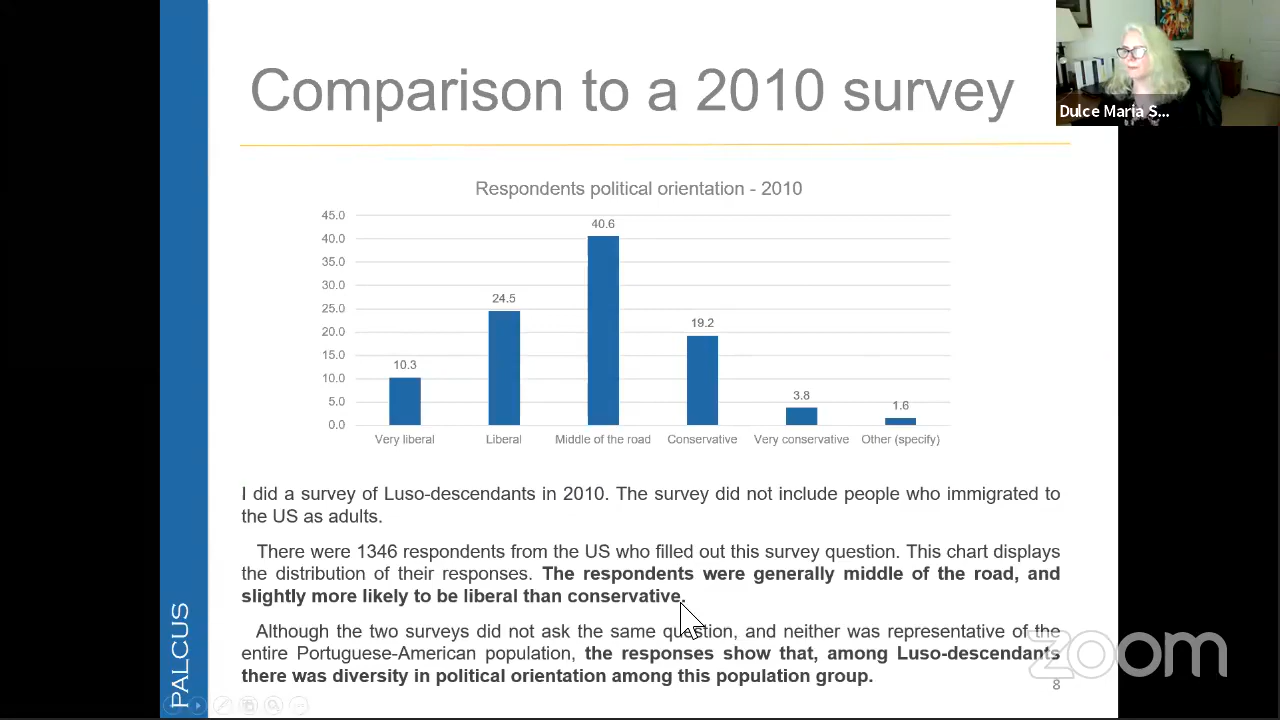 Comparison to a 2010 survey
Dulce Maria S...
Respondents political orientation - 2010
45.0
40.0
35.0
30.0
25.0
20.0
15.0
10.0
5.0
0.0
10.3
24.5
40.6
19.2
3.8
1.6
Very liberal
Liberal
Middle of the road
Conservative
Very conservative
Other (specify)
I did a survey of Luso-descendants in 2010. The survey did not include people who immigrated to
the US as adults.
There were 1346 respondents from the US who filled out this survey question. This chart displays
the distribution of their responses. The respondents were generally middle of the road, and
slightly more likely to be liberal than conservative.
Although the two surveys did not ask the same question, and neither was representative of the
entire Portuguese-American population, the responses show that, among Luso-descendants
there was diversity in political orientation among this population group.
PALCUS
zoom
8